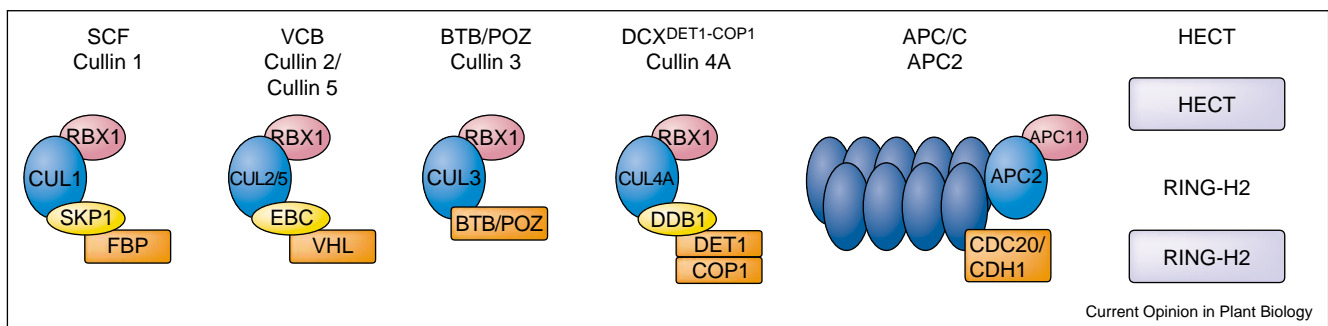 SCF
Cullin 1
RBX1
CUL1
SKP1
FBP
VCB
Cullin 2/
Cullin 5
RBX1
CUL2/5
EBC
VHL
BTB/POZ
Cullin 3
RBX1
CUL3
BTB/POZ
DCXDET1-COP1
Cullin 4A
RBX1
CUL4A
DDB1
DET1
COP1
APC/C
APC2
APC11
APC2
CDC20/
CDH1
HECT
HECT
RING-H2
RING-H2
Current Opinion in Plant Biology